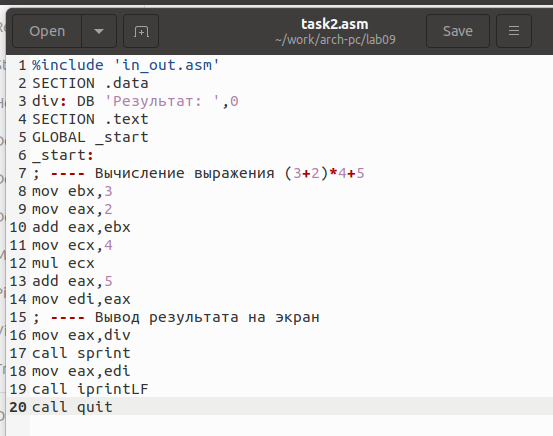 Open
task2.asm
~/work/arch-pc/lab09
Save
1 %include 'in_out.asm'
2 SECTION .data
3 div: DB 'Результат: ',0
4 SECTION .text
5 GLOBAL _start
6 _start:
7 ; ---- Вычисление выражения (3+2)*4+5
8 mov ebx,3
9 mov eax,2
10 add eax,ebx
11 mov ecx,4
12 mul ecx
13 add eax,5
14 mov edi,eax
15 ; ---- Вывод результата на экран
16 mov eax,div
17 call sprint
18 mov eax,edi
19 call iprintLF
20 call quit